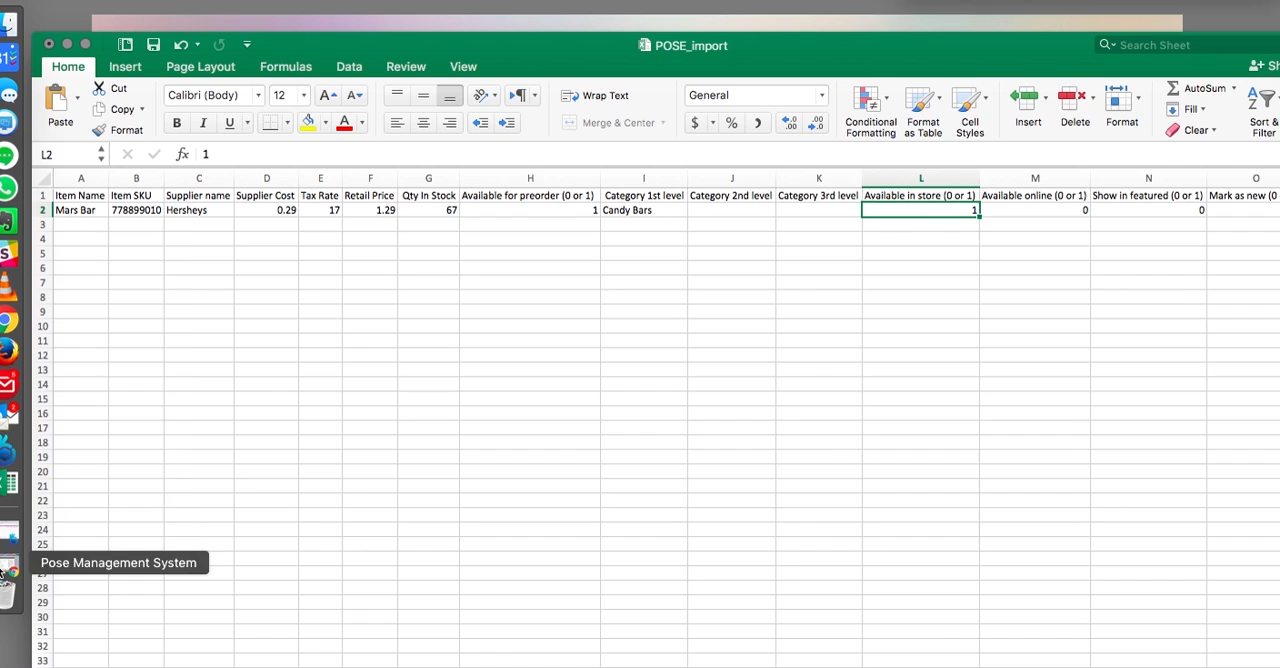 POSE_import
Search Sheet
Home Insert Page Layout Formulas Data Review View
Cut
Calibri (Body) 12
Wrap Text
General
AutoSum
Copy
Fill
Paste
Format
B I U
Merge & Center
$ %
Conditional Formatting
Format as Table
Cell Styles
Insert
Delete
Format
Clear
Sort & Filter
L2 fx 1
A B C D E F G H I J K L M N O
1 Item Name Item SKU Supplier name Supplier Cost Tax Rate Retail Price Qty In Stock Available for preorder (0 or 1) Category 1st level Category 2nd level Category 3rd level Available in store (0 or 1) Available online (0 or 1) Show in featured (0 or 1) Mark as new (0
2 Mars Bar 778899010 Hersheys 0.29 17 1.29 67 1 Candy Bars 1 0 0
3
4
5
6
7
8
9
10
11
12
13
14
15
16
17
18
19
20
21
22
23
24
25
Pose Management System
28
29
30
31
32
33